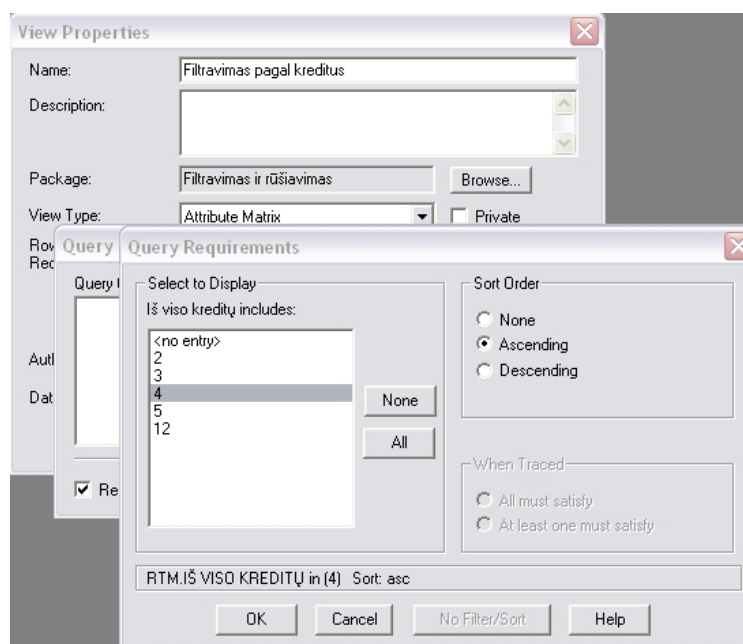 View Properties
Name: Filtravimas pagal kreditus
Description:
Package: Filtravimas ir rūšiavimas Browse...
View Type: Attribute Matrix Private
Row
Query
Query Requirements
Select to Display
Iš viso kreditų includes:
<no entry>
2
3
4
5
12
None
All
Sort Order
None
Ascending
Descending
When Traced
All must satisfy
At least one must satisfy
RTM.IŠ VISO KREDITŲ in (4) Sort: asc
OK Cancel No Filter/Sort Help